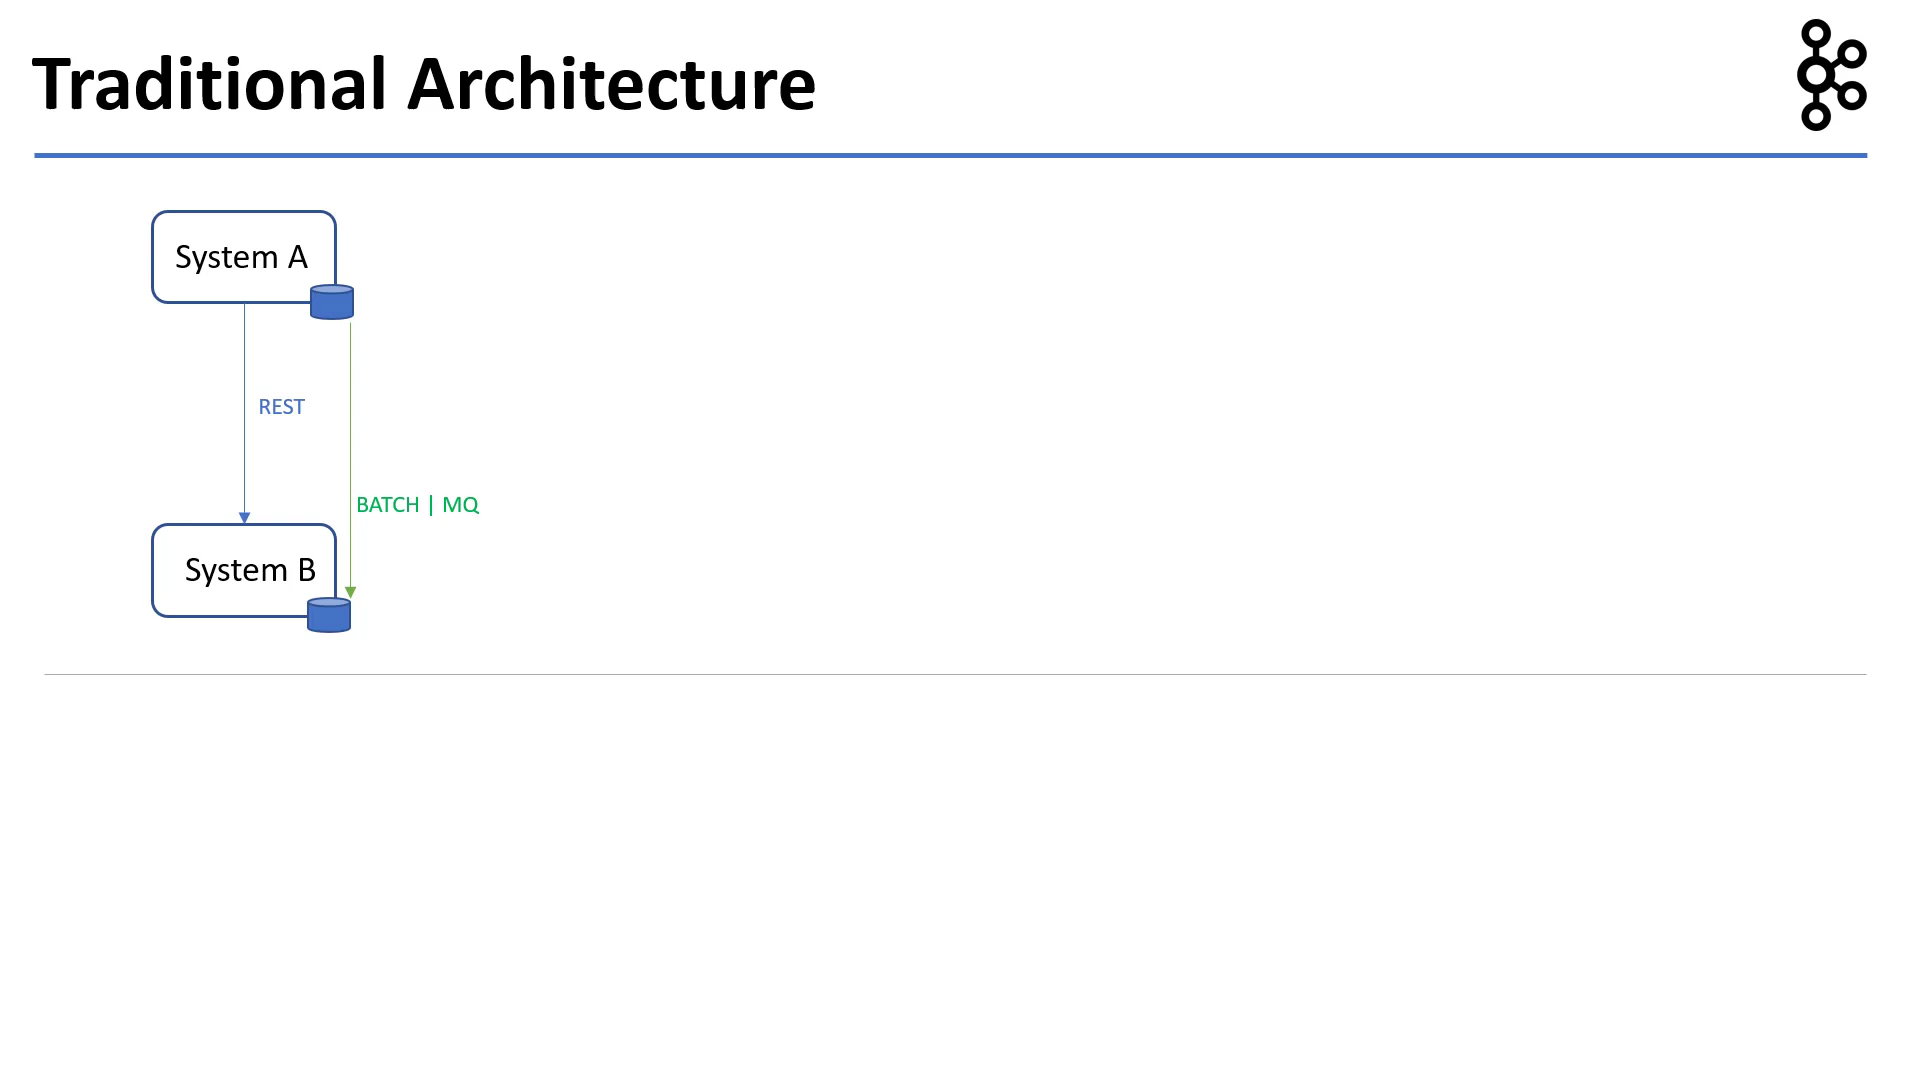 Traditional Architecture
System A
REST
BATCH | MQ
System B